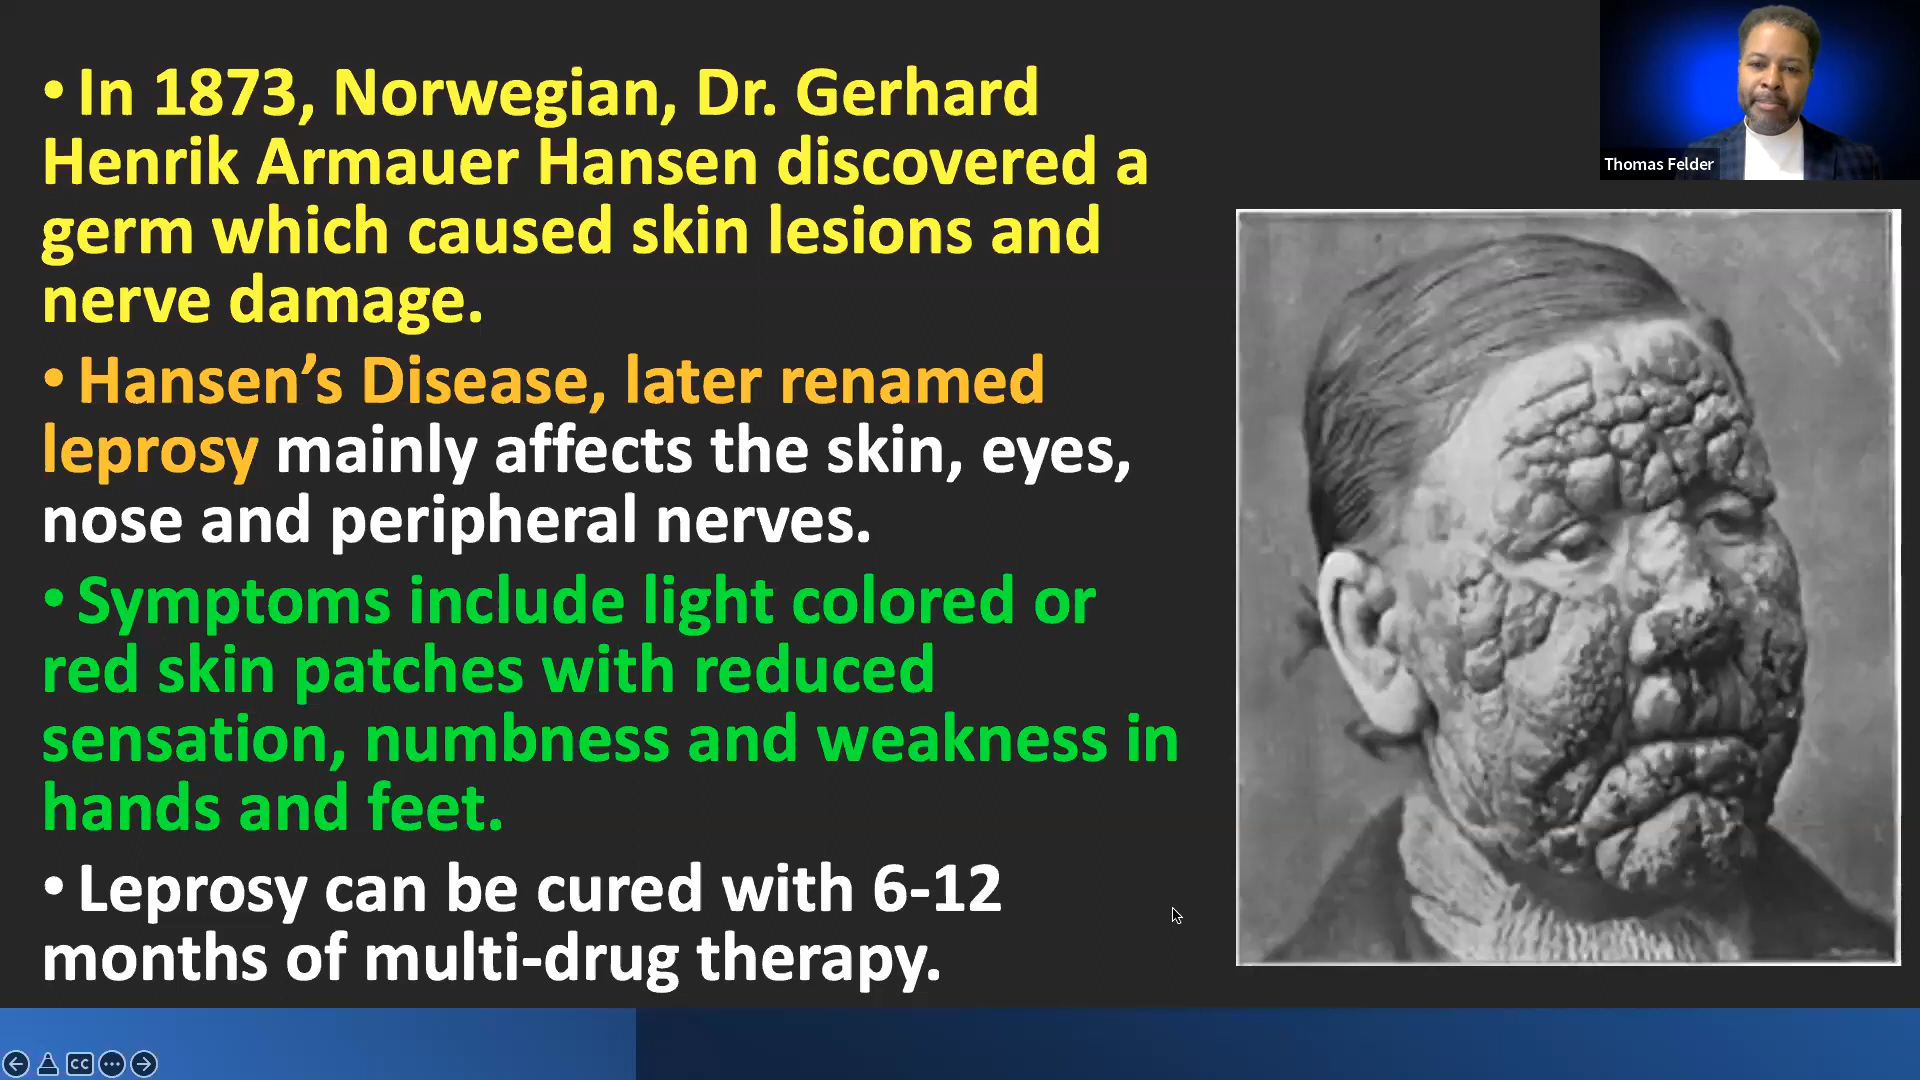 • In 1873, Norwegian, Dr. Gerhard
Henrik Armauer Hansen discovered a
germ which caused skin lesions and
nerve damage.
• Hansen’s Disease, later renamed
leprosy mainly affects the skin, eyes,
nose and peripheral nerves.
• Symptoms include light colored or
red skin patches with reduced
sensation, numbness and weakness in
hands and feet.
• Leprosy can be cured with 6-12
months of multi-drug therapy.
Thomas Felder
CC